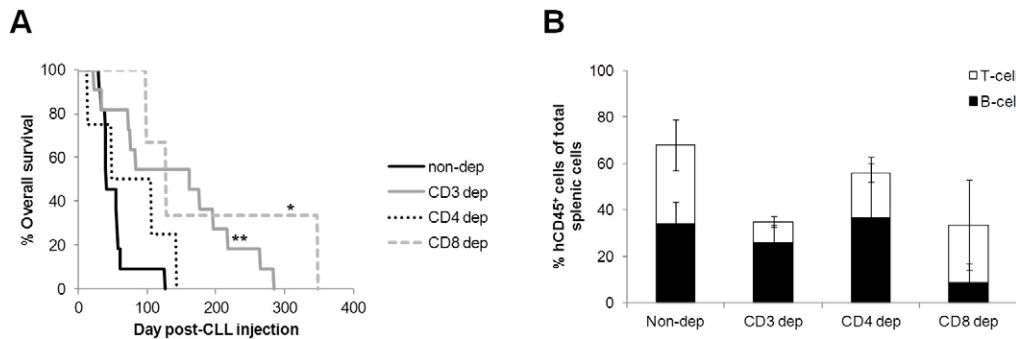 A
% Overall survival
100
80
60
40
20
0
0 100 200 300 400
Day post-CLL injection
*
**
non-dep
CD3 dep
CD4 dep
CD8 dep
B
% hCD45⁺ cells of total
splenic cells
100
80
60
40
20
0
Non-dep CD3 dep CD4 dep CD8 dep
T-cell
B-cell